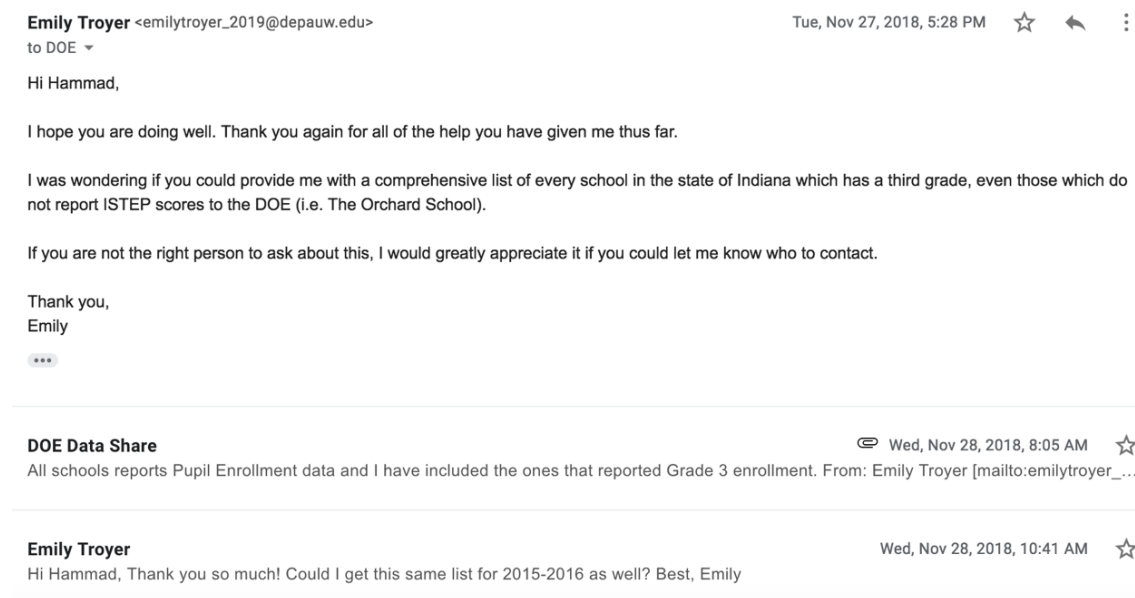 Emily Troyer <emilytroyer_2019@depauw.edu> Tue, Nov 27, 2018, 5:28 PM
to DOE
Hi Hammad,
I hope you are doing well. Thank you again for all of the help you have given me thus far.
I was wondering if you could provide me with a comprehensive list of every school in the state of Indiana which has a third grade, even those which do
not report ISTEP scores to the DOE (i.e. The Orchard School).
If you are not the right person to ask about this, I would greatly appreciate it if you could let me know who to contact.
Thank you,
Emily
•••
DOE Data Share Wed, Nov 28, 2018, 8:05 AM
All schools reports Pupil Enrollment data and I have included the ones that reported Grade 3 enrollment. From: Emily Troyer [mailto:emilytroyer_...
Emily Troyer Wed, Nov 28, 2018, 10:41 AM
Hi Hammad, Thank you so much! Could I get this same list for 2015-2016 as well? Best, Emily